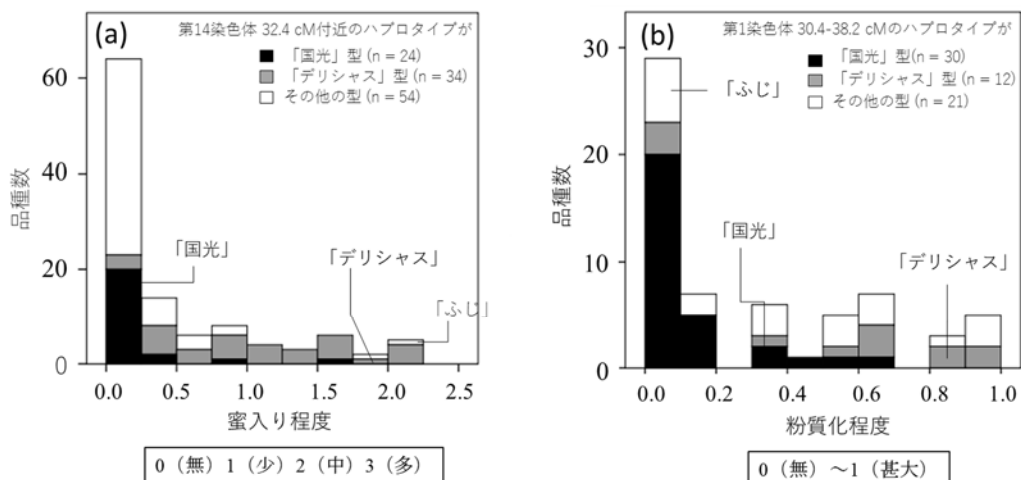 (a)
第14染色体 32.4 cM付近のハプロタイプが
「国光」型 (n = 24)
「デリシャス」型 (n = 34)
その他の型 (n = 54)
60
40
20
0
品種数
「国光」
「デリシャス」
「ふじ」
0.0 0.5 1.0 1.5 2.0 2.5
蜜入り程度
0（無）1（少）2（中）3（多）
(b)
第1染色体 30.4-38.2 cMのハプロタイプが
「国光」型(n = 30)
「デリシャス」型 (n = 12)
その他の型 (n = 21)
30
20
10
0
品種数
「ふじ」
「国光」
「デリシャス」
0.0 0.2 0.4 0.6 0.8 1.0
粉質化程度
0（無）～1（甚大）